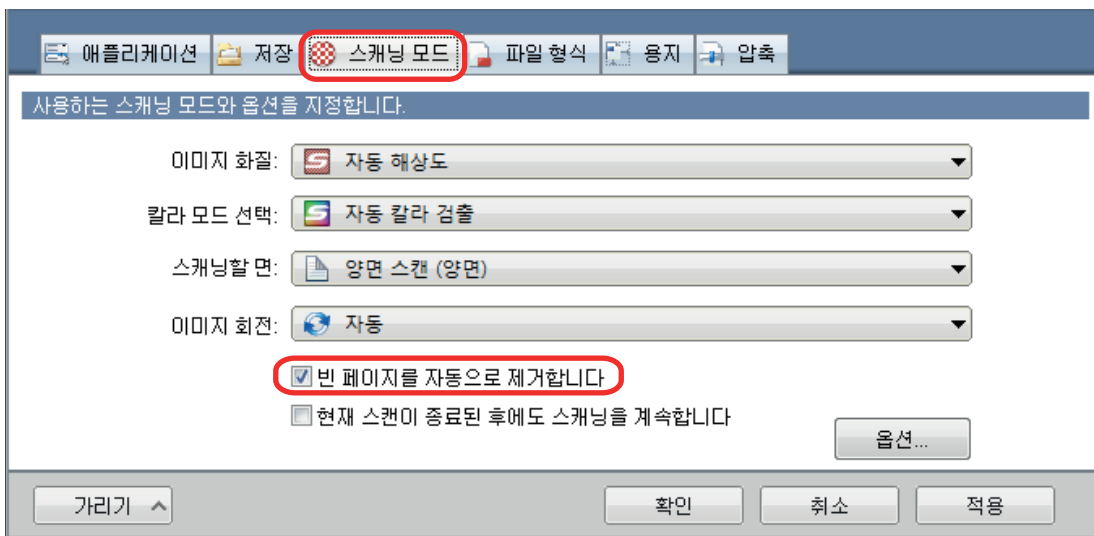 애플리케이션 저장 스캐닝 모드 파일 형식 용지 압축
사용하는 스캐닝 모드와 옵션을 지정합니다.
이미지 화질: 자동 해상도
칼라 모드 선택: 자동 칼라 검출
스캐닝할 면: 양면 스캔 (양면)
이미지 회전: 자동
빈 페이지를 자동으로 제거합니다
현재 스캔이 종료된 후에도 스캐닝을 계속합니다
옵션...
가리기 확인 취소 적용